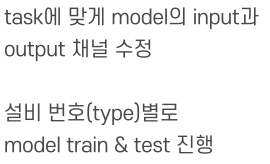 task에 맞게 model의 input과
output 채널 수정
설비 번호(type)별로
model train & test 진행